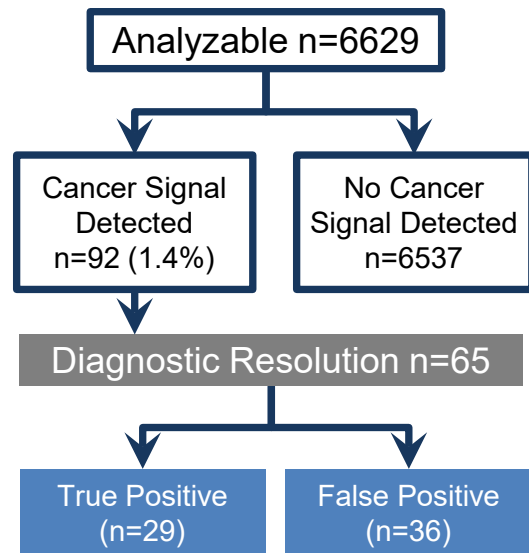 Analyzable n=6629
Cancer Signal
Detected
n=92 (1.4%)
No Cancer
Signal Detected
n=6537
Diagnostic Resolution n=65
True Positive
(n=29)
False Positive
(n=36)